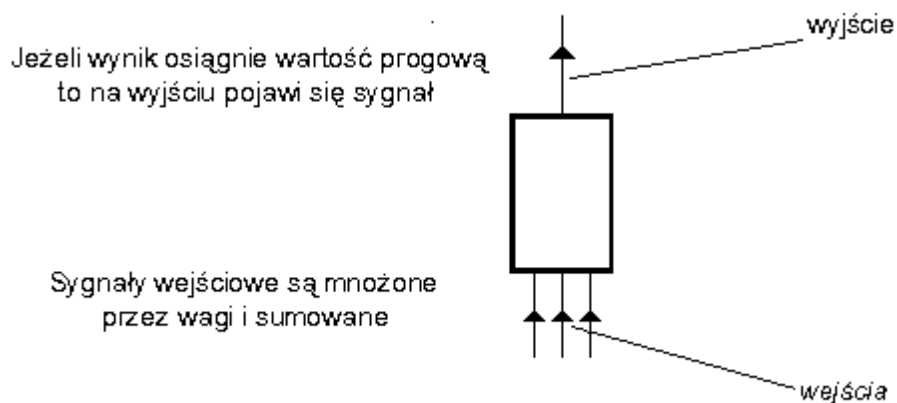 wyjście
Jeżeli wynik osiągnie wartość progową
to na wyjściu pojawi się sygnał
Sygnały wejściowe są mnożone
przez wagi i sumowane
wejścia